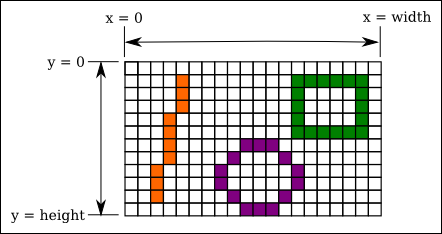 x = 0
x = width
y = 0
y = height